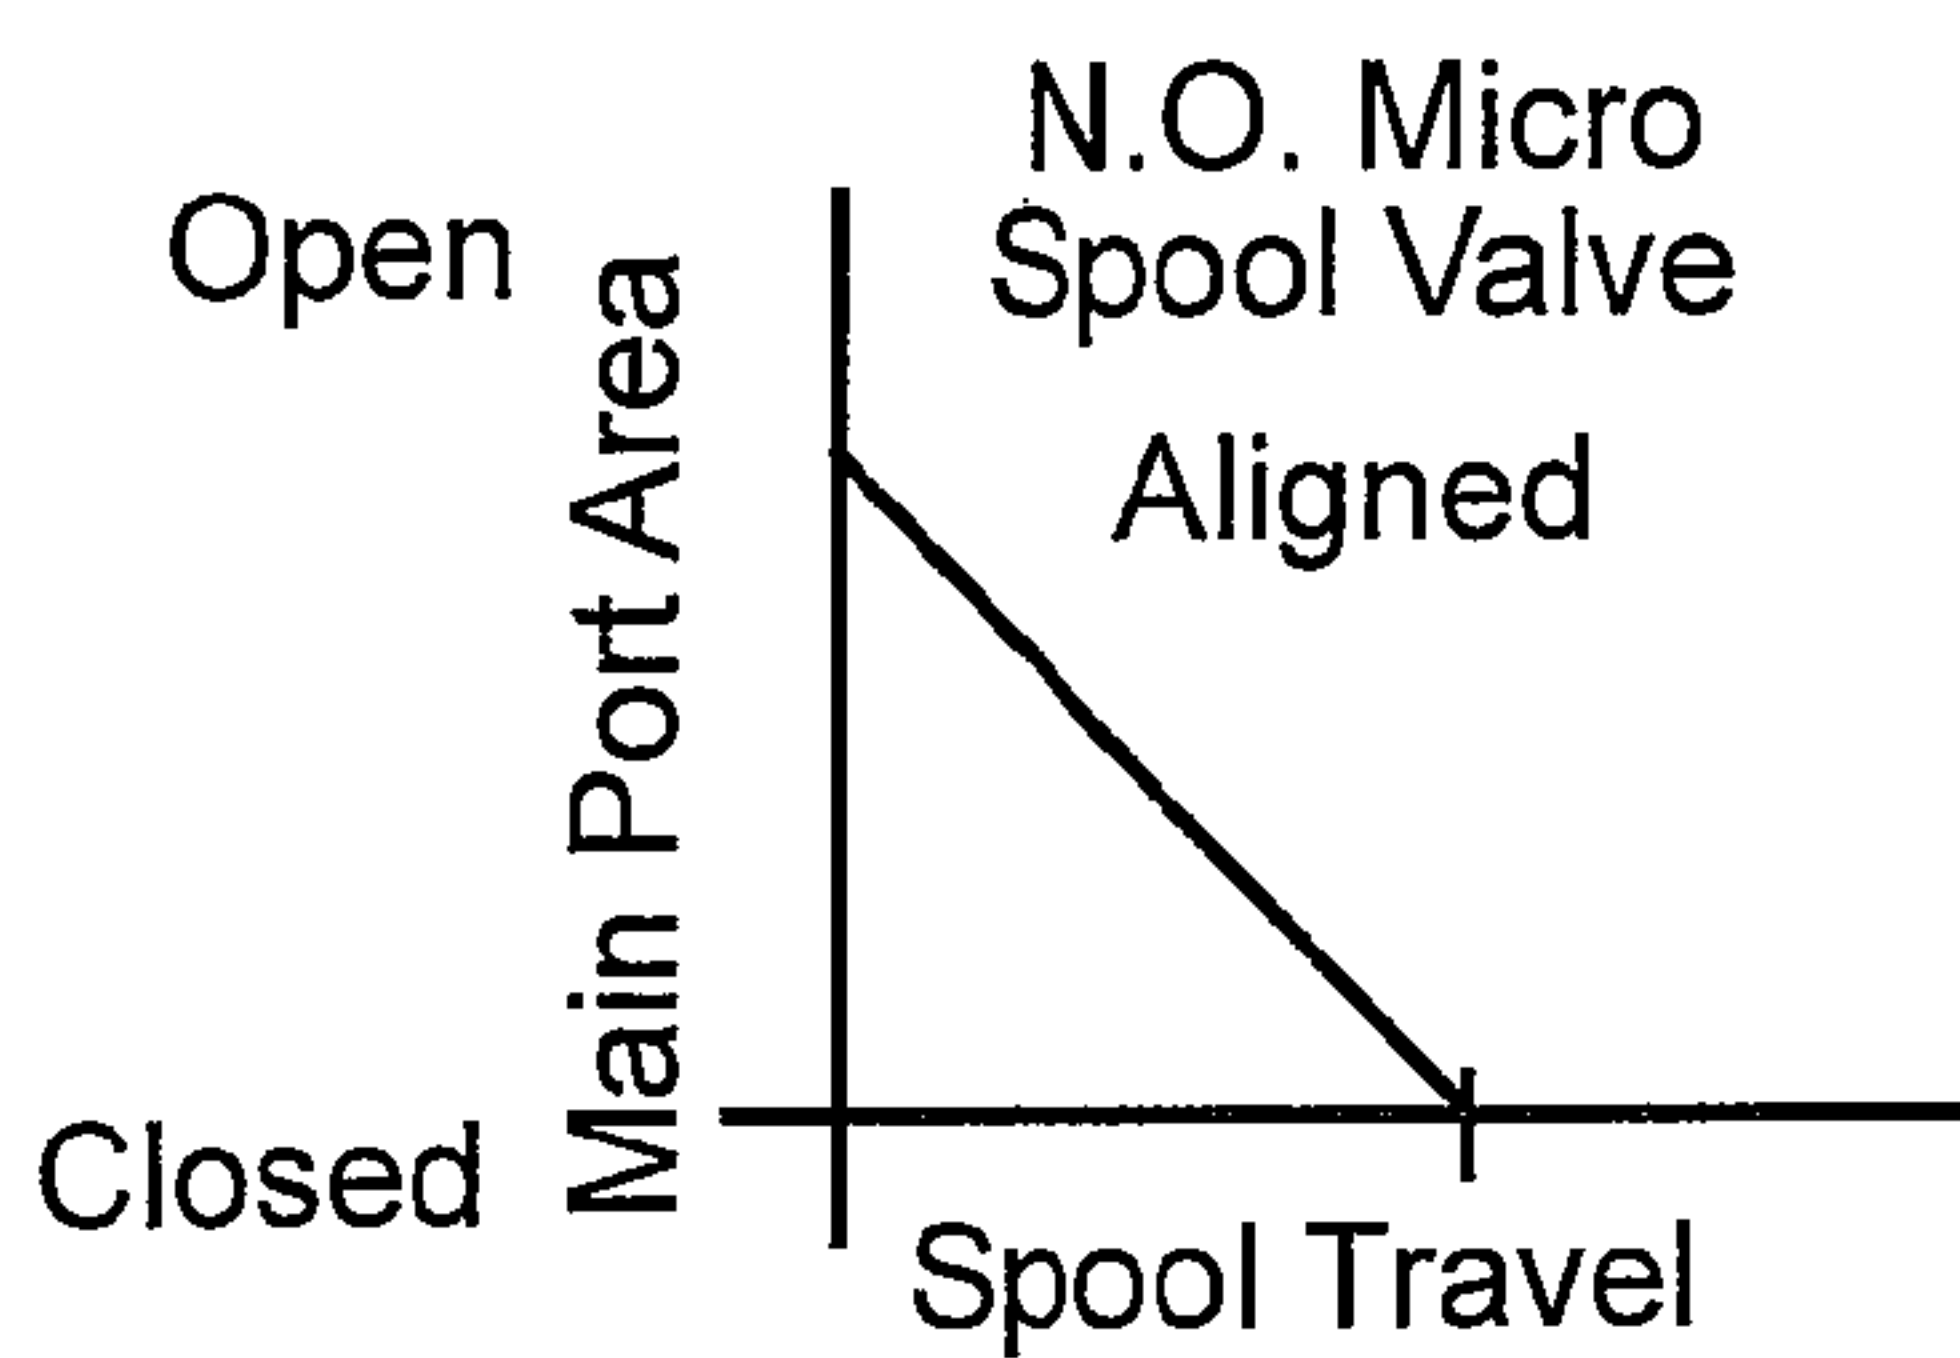 N.O. Micro
Spool Valve
Aligned
Open
Main Port Area
Closed
Spool Travel